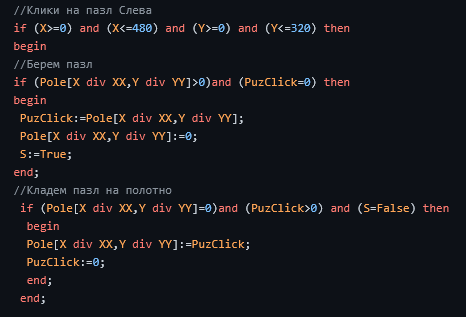 //Клики на пазл Слева
if (X>=0) and (X<=480) and (Y>=0) and (Y<=320) then
begin
//Берем пазл
if (Pole[X div XX,Y div YY]>0)and (PuzClick=0) then
begin
 PuzClick:=Pole[X div XX,Y div YY];
 Pole[X div XX,Y div YY]:=0;
 S:=True;
end;
//Кладем пазл на полотно
 if (Pole[X div XX,Y div YY]=0)and (PuzClick>0) and (S=False) then
  begin
  Pole[X div XX,Y div YY]:=PuzClick;
  PuzClick:=0;
  end;
 end;